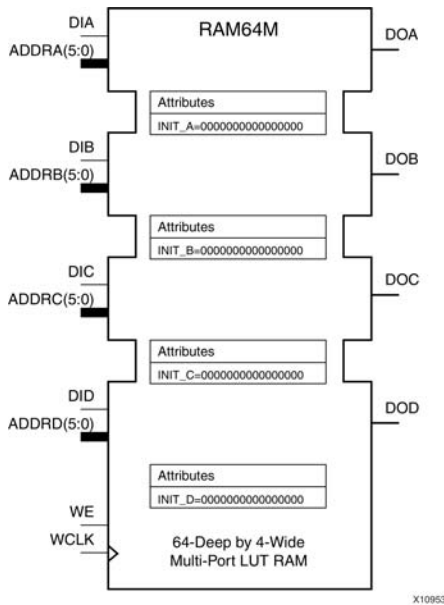 RAM64M
DIA
DOA
ADDRA(5:0)
Attributes
INIT_A=0000000000000000
DIB
DOB
ADDRB(5:0)
Attributes
INIT_B=0000000000000000
DIC
DOC
ADDRC(5:0)
Attributes
INIT_C=0000000000000000
DID
DOD
ADDRD(5:0)
Attributes
INIT_D=0000000000000000
WE
WCLK
64-Deep by 4-Wide
Multi-Port LUT RAM
X10953